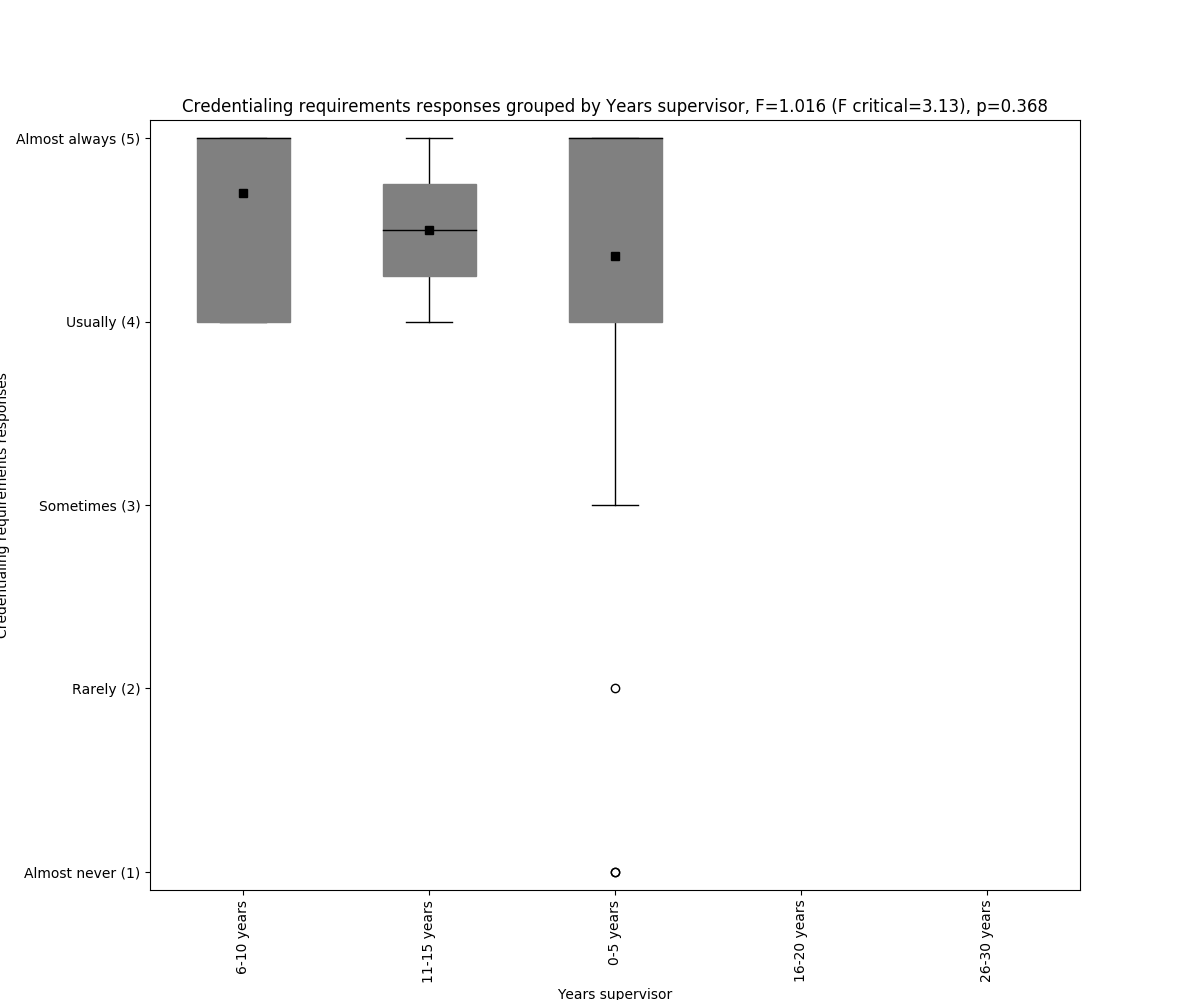 Credentialing requirements responses grouped by Years supervisor, F=1.016 (F critical=3.13), p=0.368
Almost always (5)
Usually (4)
Sometimes (3)
Rarely (2)
Almost never (1)
Credentialing requirements responses
6-10 years
11-15 years
0-5 years
16-20 years
26-30 years
Years supervisor